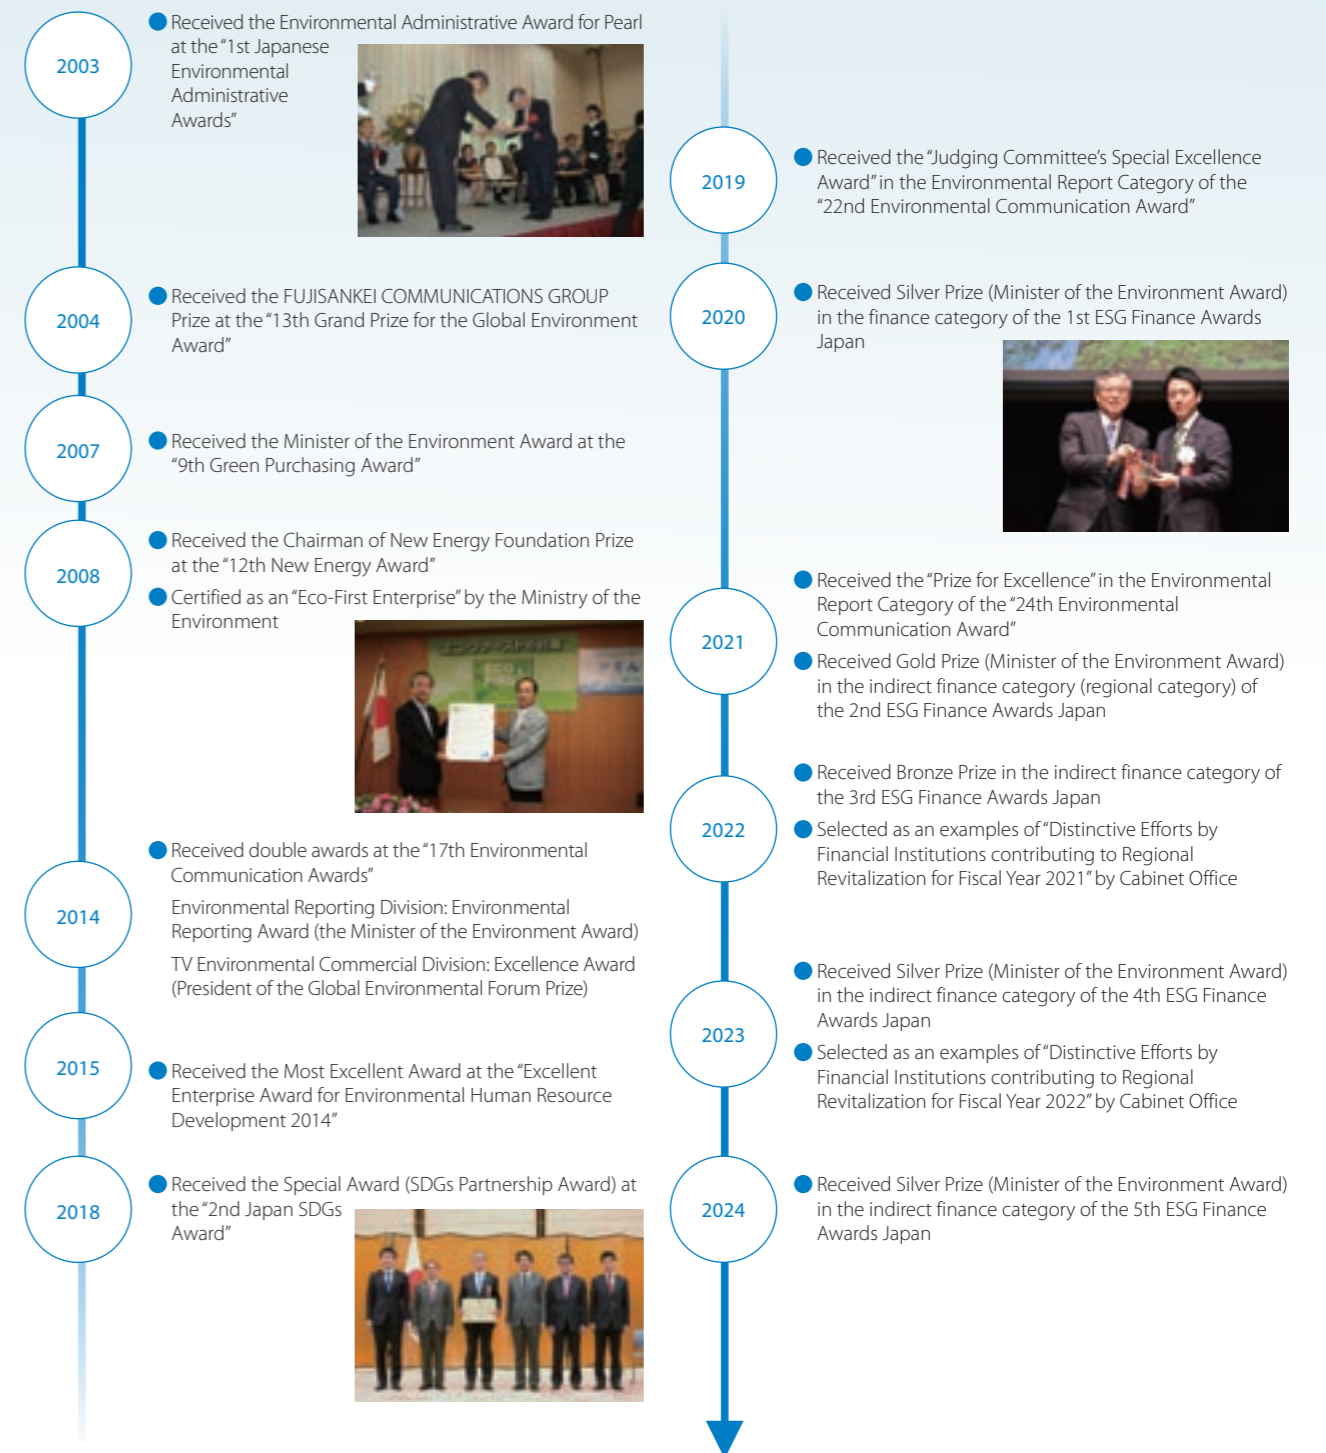 2003
Received the Environmental Administrative Award for Pearl
at the “1st Japanese
Environmental
Administrative
Awards”
2004
Received the FUJISANKEI COMMUNICATIONS GROUP
Prize at the “13th Grand Prize for the Global Environment
Award”
2007
Received the Minister of the Environment Award at the
“9th Green Purchasing Award”
2008
Received the Chairman of New Energy Foundation Prize
at the “12th New Energy Award”
Certified as an “Eco-First Enterprise” by the Ministry of the
Environment
2014
Received double awards at the “17th Environmental
Communication Awards”
Environmental Reporting Division: Environmental
Reporting Award (the Minister of the Environment Award)
TV Environmental Commercial Division: Excellence Award
(President of the Global Environmental Forum Prize)
2015
Received the Most Excellent Award at the “Excellent
Enterprise Award for Environmental Human Resource
Development 2014”
2018
Received the Special Award (SDGs Partnership Award) at
the “2nd Japan SDGs
Award”
2019
Received the “Judging Committee’s Special Excellence
Award” in the Environmental Report Category of the
“22nd Environmental Communication Award”
2020
Received Silver Prize (Minister of the Environment Award)
in the finance category of the 1st ESG Finance Awards
Japan
2021
Received the “Prize for Excellence” in the Environmental
Report Category of the “24th Environmental
Communication Award”
Received Gold Prize (Minister of the Environment Award)
in the indirect finance category (regional category) of
the 2nd ESG Finance Awards Japan
2022
Received Bronze Prize in the indirect finance category of
the 3rd ESG Finance Awards Japan
Selected as an examples of “Distinctive Efforts by
Financial Institutions contributing to Regional
Revitalization for Fiscal Year 2021” by Cabinet Office
2023
Received Silver Prize (Minister of the Environment Award)
in the indirect finance category of the 4th ESG Finance
Awards Japan
Selected as an examples of “Distinctive Efforts by
Financial Institutions contributing to Regional
Revitalization for Fiscal Year 2022” by Cabinet Office
2024
Received Silver Prize (Minister of the Environment Award)
in the indirect finance category of the 5th ESG Finance
Awards Japan